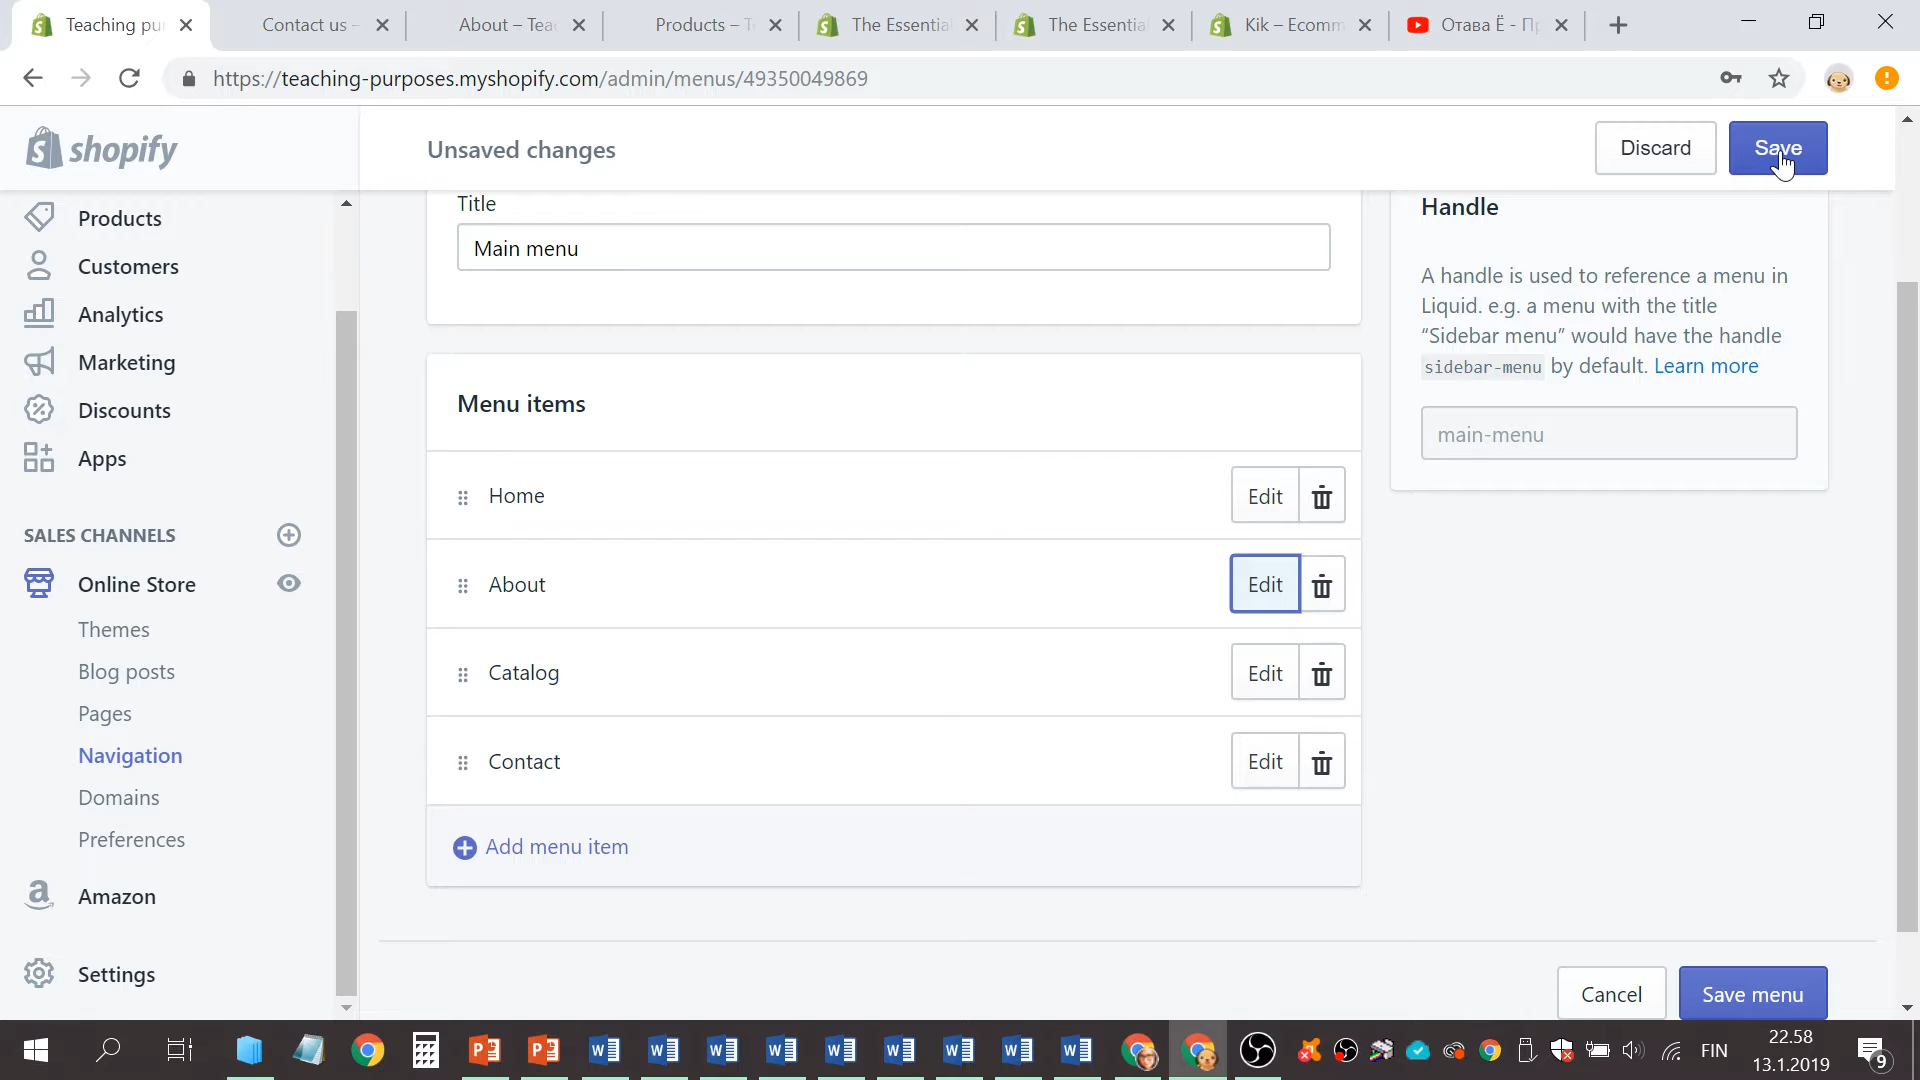 Teaching pu
Contact us –
About – Tea
Products – T
The Essentia
The Essentia
Kik – Ecomm
Отава Ё - Пр
https://teaching-purposes.myshopify.com/admin/menus/49350049869
shopify
Unsaved changes
Discard
Save
Products
Customers
Analytics
Marketing
Discounts
Apps
SALES CHANNELS
Online Store
Themes
Blog posts
Pages
Navigation
Domains
Preferences
Amazon
Settings
Title
Main menu
Menu items
Home
Edit
About
Edit
Catalog
Edit
Contact
Edit
Add menu item
Handle
A handle is used to reference a menu in
Liquid. e.g. a menu with the title
“Sidebar menu” would have the handle
sidebar-menu by default. Learn more
main-menu
Cancel
Save menu
FIN
22.58
13.1.2019
9